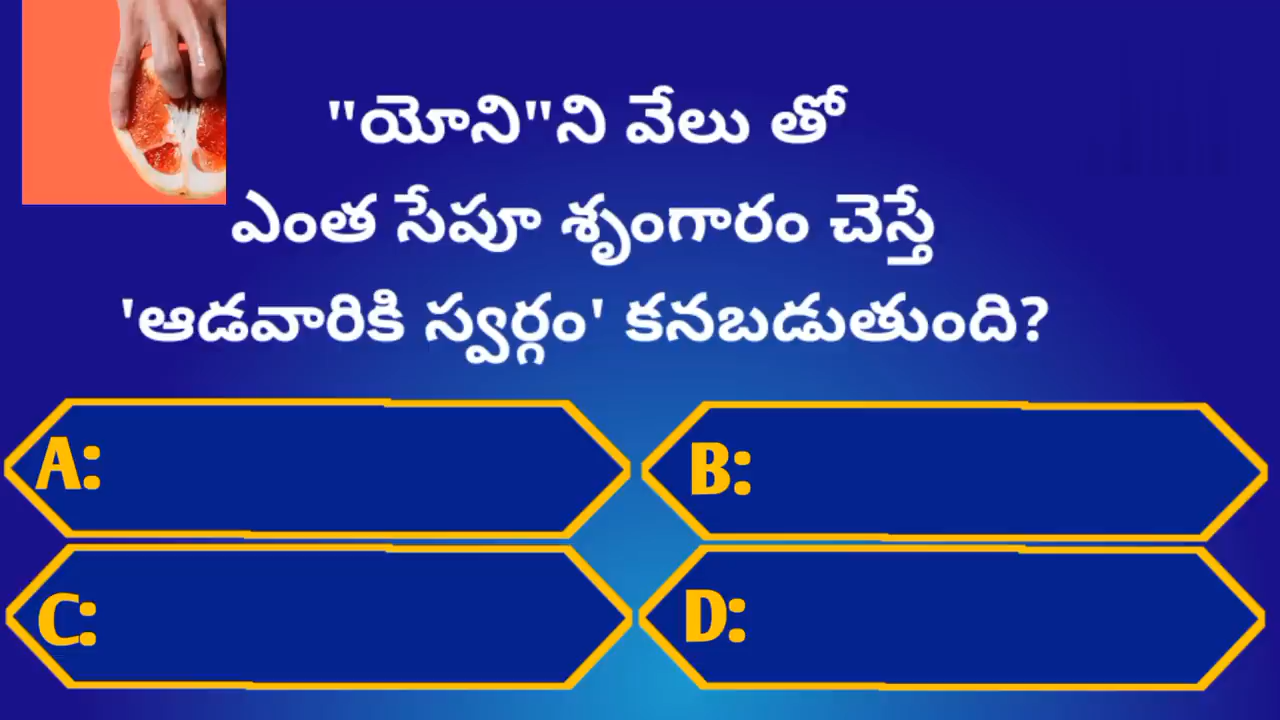 "యోని"ని వేలు తో
ఎంత సేపూ శృంగారం చెస్తే
'ఆడవారికి స్వర్గం' కనబడుతుంది?
A:
B:
C:
D: